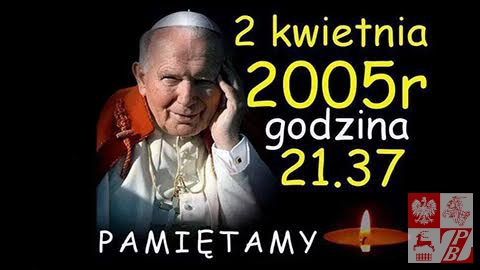 2 kwietnia
2005r
godzina
21.37
PAMIĘTAMY
P
B